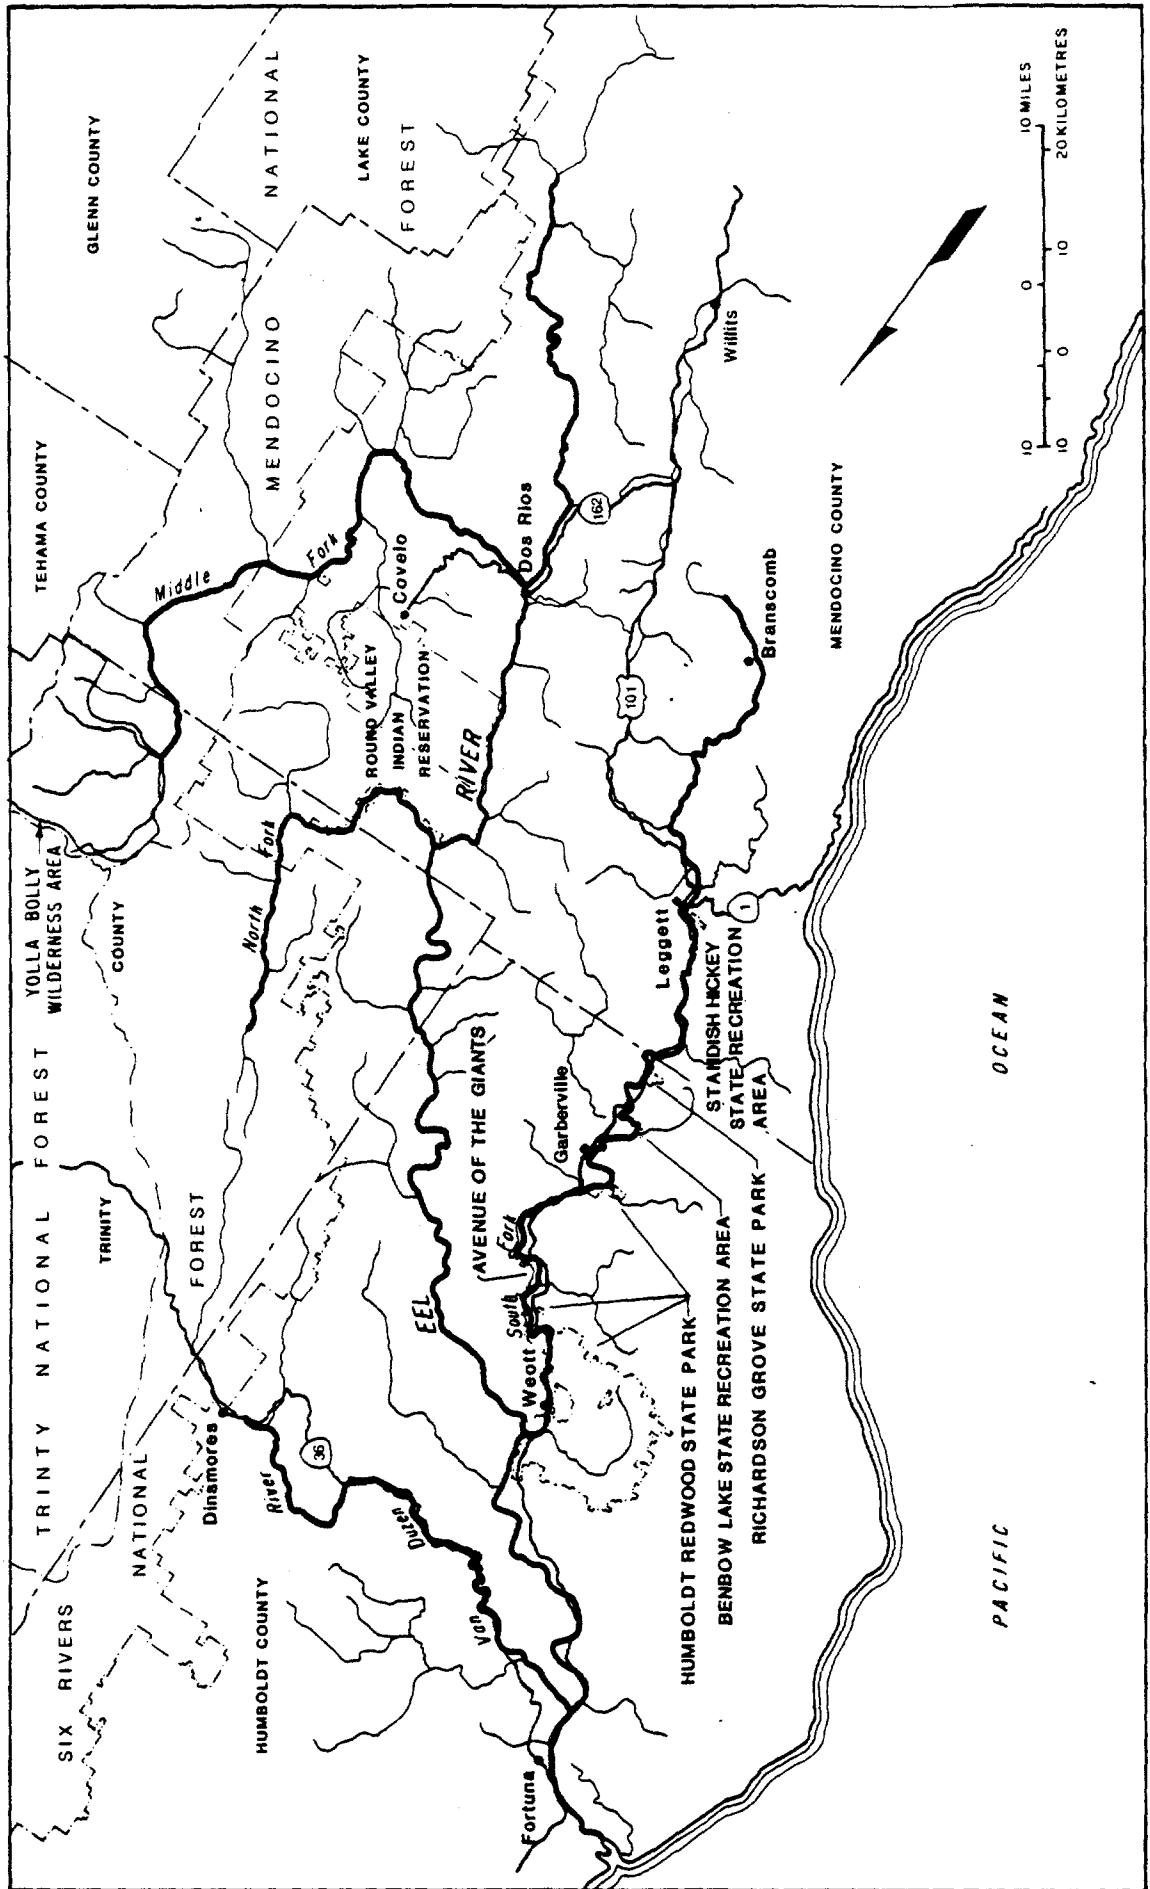 SIX RIVERS
NATIONAL
FOREST
TRINITY NATIONAL FOREST
TRINITY
COUNTY
YOLLA BOLLY
WILDERNESS AREA
TEHAMA COUNTY
GLENN COUNTY
MENDOCINO
NATIONAL
FOREST
LAKE COUNTY
HUMBOLDT COUNTY
Dinsmores
36
Van
Duzen
River
North
Fork
Middle
Fork
ROUND VALLEY
INDIAN
RESERVATION
Covelo
Dos Rios
162
EEL
RIVER
Fortuna
Weott
South
Fork
AVENUE OF THE GIANTS
Garberville
Leggett
101
1
Branscomb
Willits
STANDISH HICKEY
STATE RECREATION
AREA
HUMBOLDT REDWOOD STATE PARK
BENBOW LAKE STATE RECREATION AREA
RICHARDSON GROVE STATE PARK
MENDOCINO COUNTY
PACIFIC
OCEAN
10 0 10 MILES
10 0 10 20 KILOMETRES